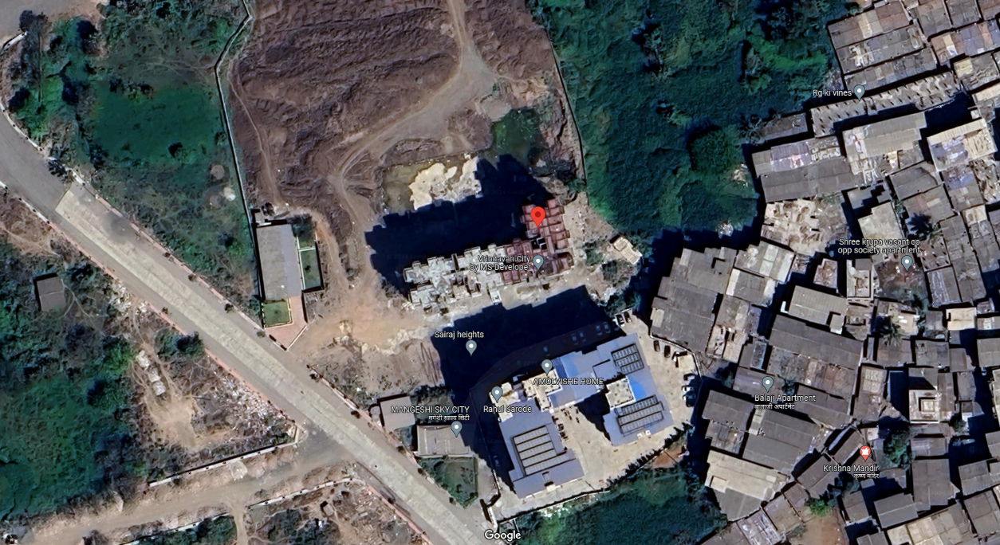 Rg ki vines
Shree krupa vasant co
opp society apartment
Vrindavan City
by MS Developer
Sairaj heights
AMOLVISHE HOME
Rahul Sarode
MANGESHI SKY CITY
मंगेशी स्काय सिटी
Balaji Apartment
बालाजी अपार्टमेंट
Krishna Mandir
कृष्ण मंदिर
Google